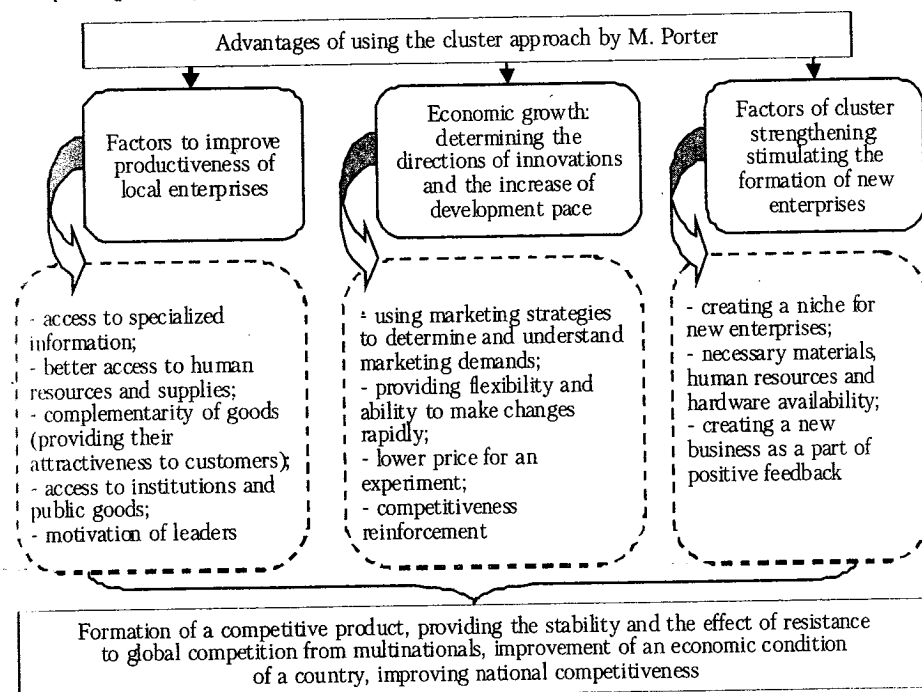 Advantages of using the cluster approach by M. Porter
Factors to improve
productiveness of
local enterprises
Economic growth:
determining the
directions of innovations
and the increase of
development pace
Factors of cluster
strengthening
stimulating the
formation of new
enterprises
- access to specialized
information;
- better access to human
resources and supplies;
- complementarity of goods
(providing their
attractiveness to customers);
- access to institutions and
public goods;
- motivation of leaders
- using marketing strategies
to determine and understand
marketing demands;
- providing flexibility and
ability to make changes
rapidly;
- lower price for an
experiment;
- competitiveness
reinforcement
- creating a niche for
new enterprises;
- necessary materials,
human resources and
hardware availability;
- creating a new
business as a part of
positive feedback
Formation of a competitive product, providing the stability and the effect of resistance
to global competition from multinationals, improvement of an economic condition
of a country, improving national competitiveness